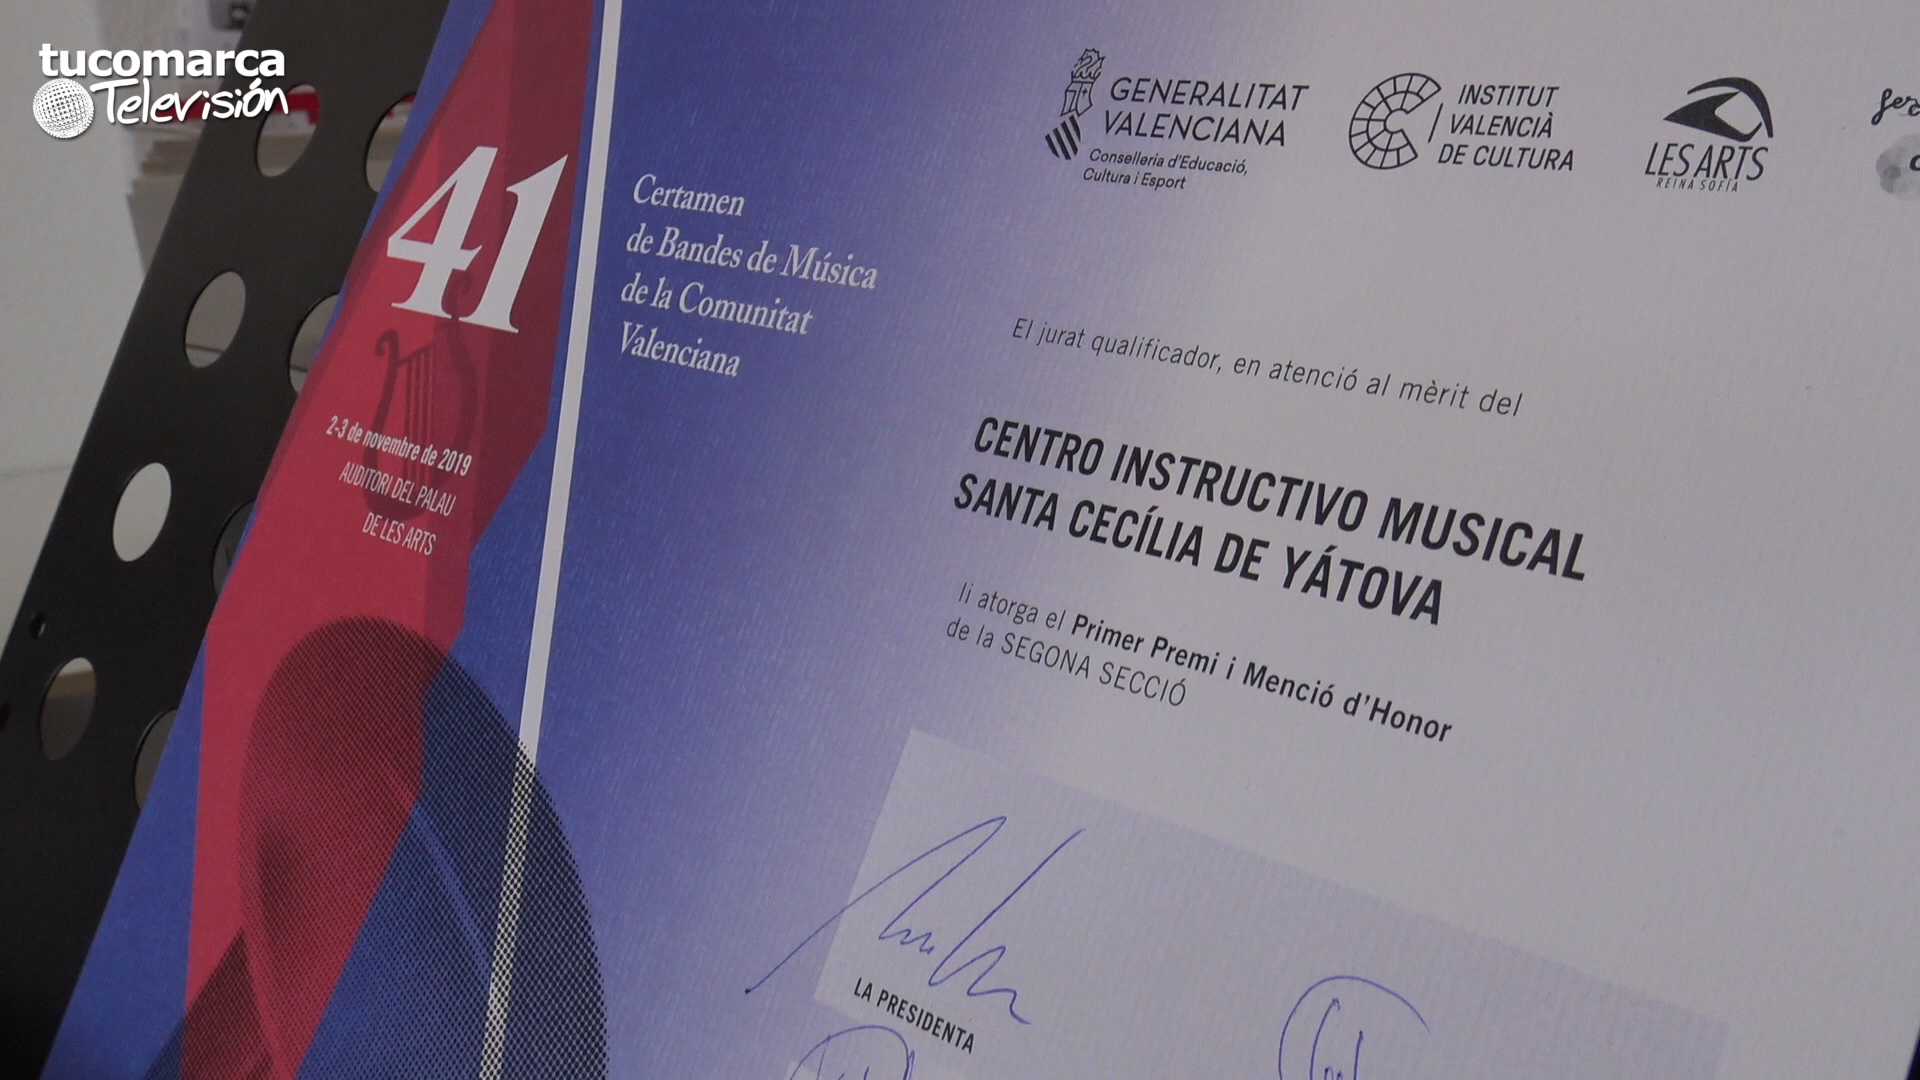 tucomarca
Televisión
41
2-3 de novembre de 2019
AUDITORI DEL PALAU
DE LES ARTS
Certamen
de Bandes de Música
de la Comunitat
Valenciana
GENERALITAT
VALENCIANA
Conselleria d'Educació,
Cultura i Esport
INSTITUT
VALENCIÀ
DE CULTURA
LES ARTS
REINA SOFÍA
El jurat qualificador, en atenció al mèrit del
CENTRO INSTRUCTIVO MUSICAL
SANTA CECÍLIA DE YÁTOVA
li atorga el Primer Premi i Menció d'Honor
de la SEGONA SECCIÓ
LA PRESIDENTA